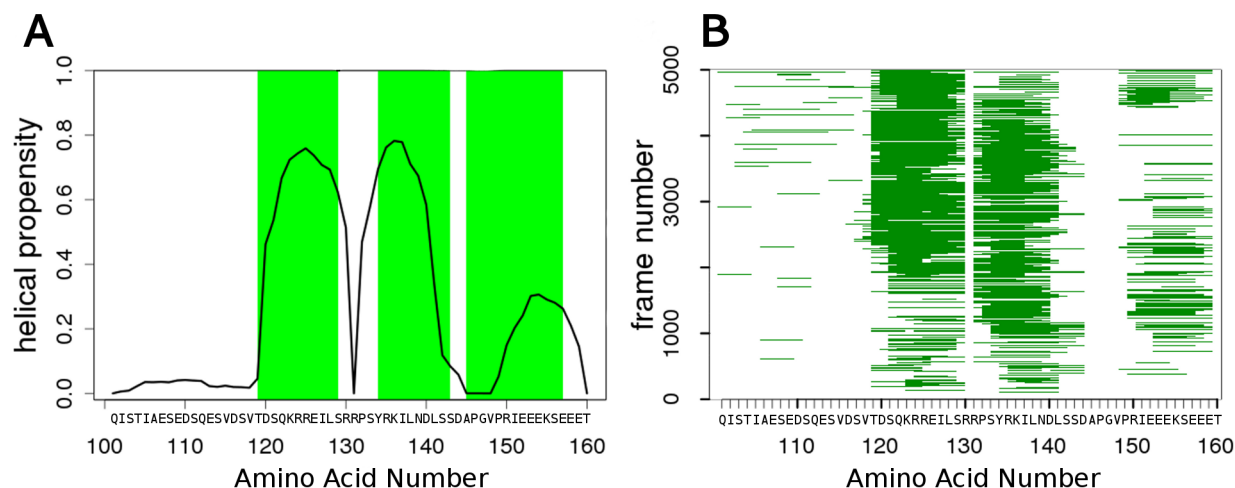 A
helical propensity
1.0
0.8
0.6
0.4
0.2
0.0
QISTIAESEDSQESVDSVTDSQKRREILSRRPSYRKILNDLSSDAPGVPRIEEEKSEEET
100 110 120 130 140 150 160
Amino Acid Number
B
frame number
5000
3000
1000
0
QISTIAESEDSQESVDSVTDSQKRREILSRRPSYRKILNDLSSDAPGVPRIEEEKSEEET
110 120 130 140 150 160
Amino Acid Number